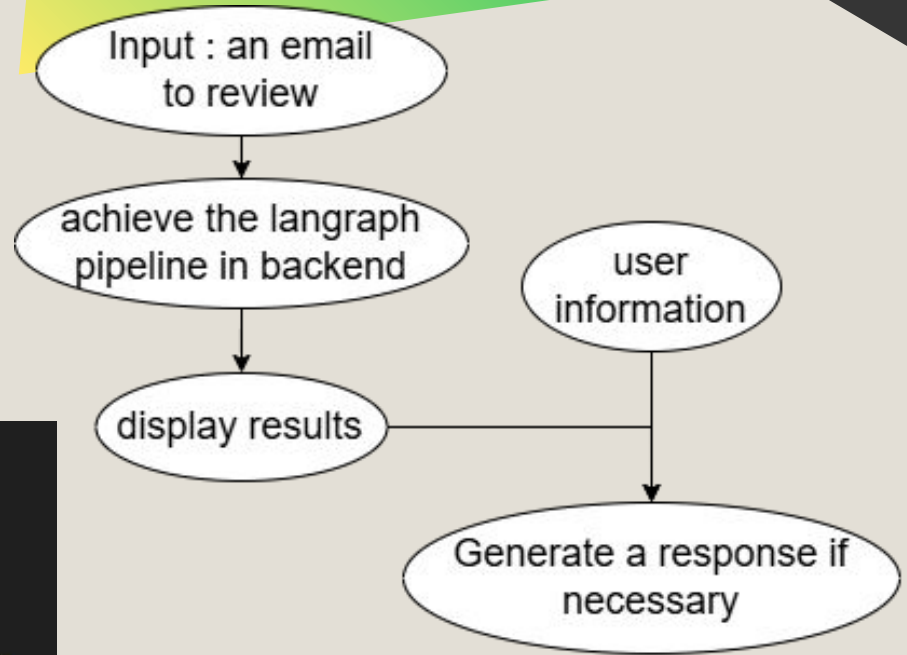 Input : an email
to review
achieve the langraph
pipeline in backend
user
information
display results
Generate a response if
necessary